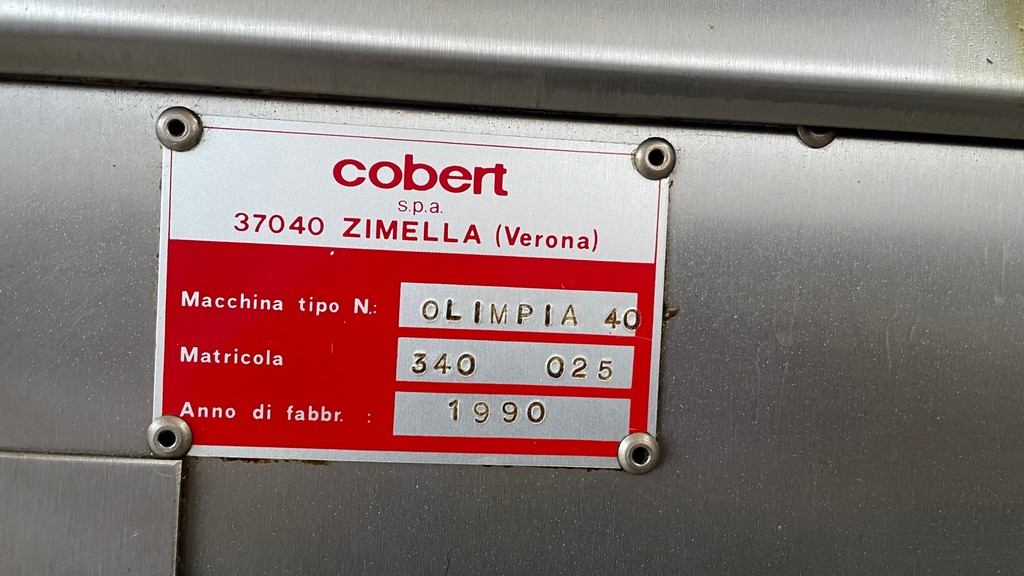 cobert
s.p.a.
37040 ZIMELLA (Verona)
Macchina tipo N.: OLIMPIA 40
Matricola 340 025
Anno di fabbr. : 1990